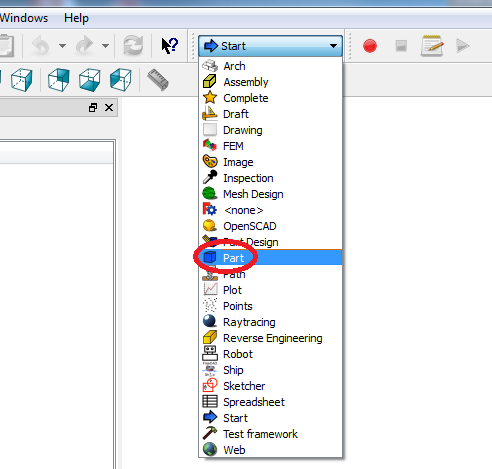 Windows Help
Start
Arch
Assembly
Complete
Draft
Drawing
FEM
Image
Inspection
Mesh Design
<none>
OpenSCAD
Part Design
Part
Path
Plot
Points
Raytracing
Reverse Engineering
Robot
Ship
Sketcher
Spreadsheet
Start
Test framework
Web